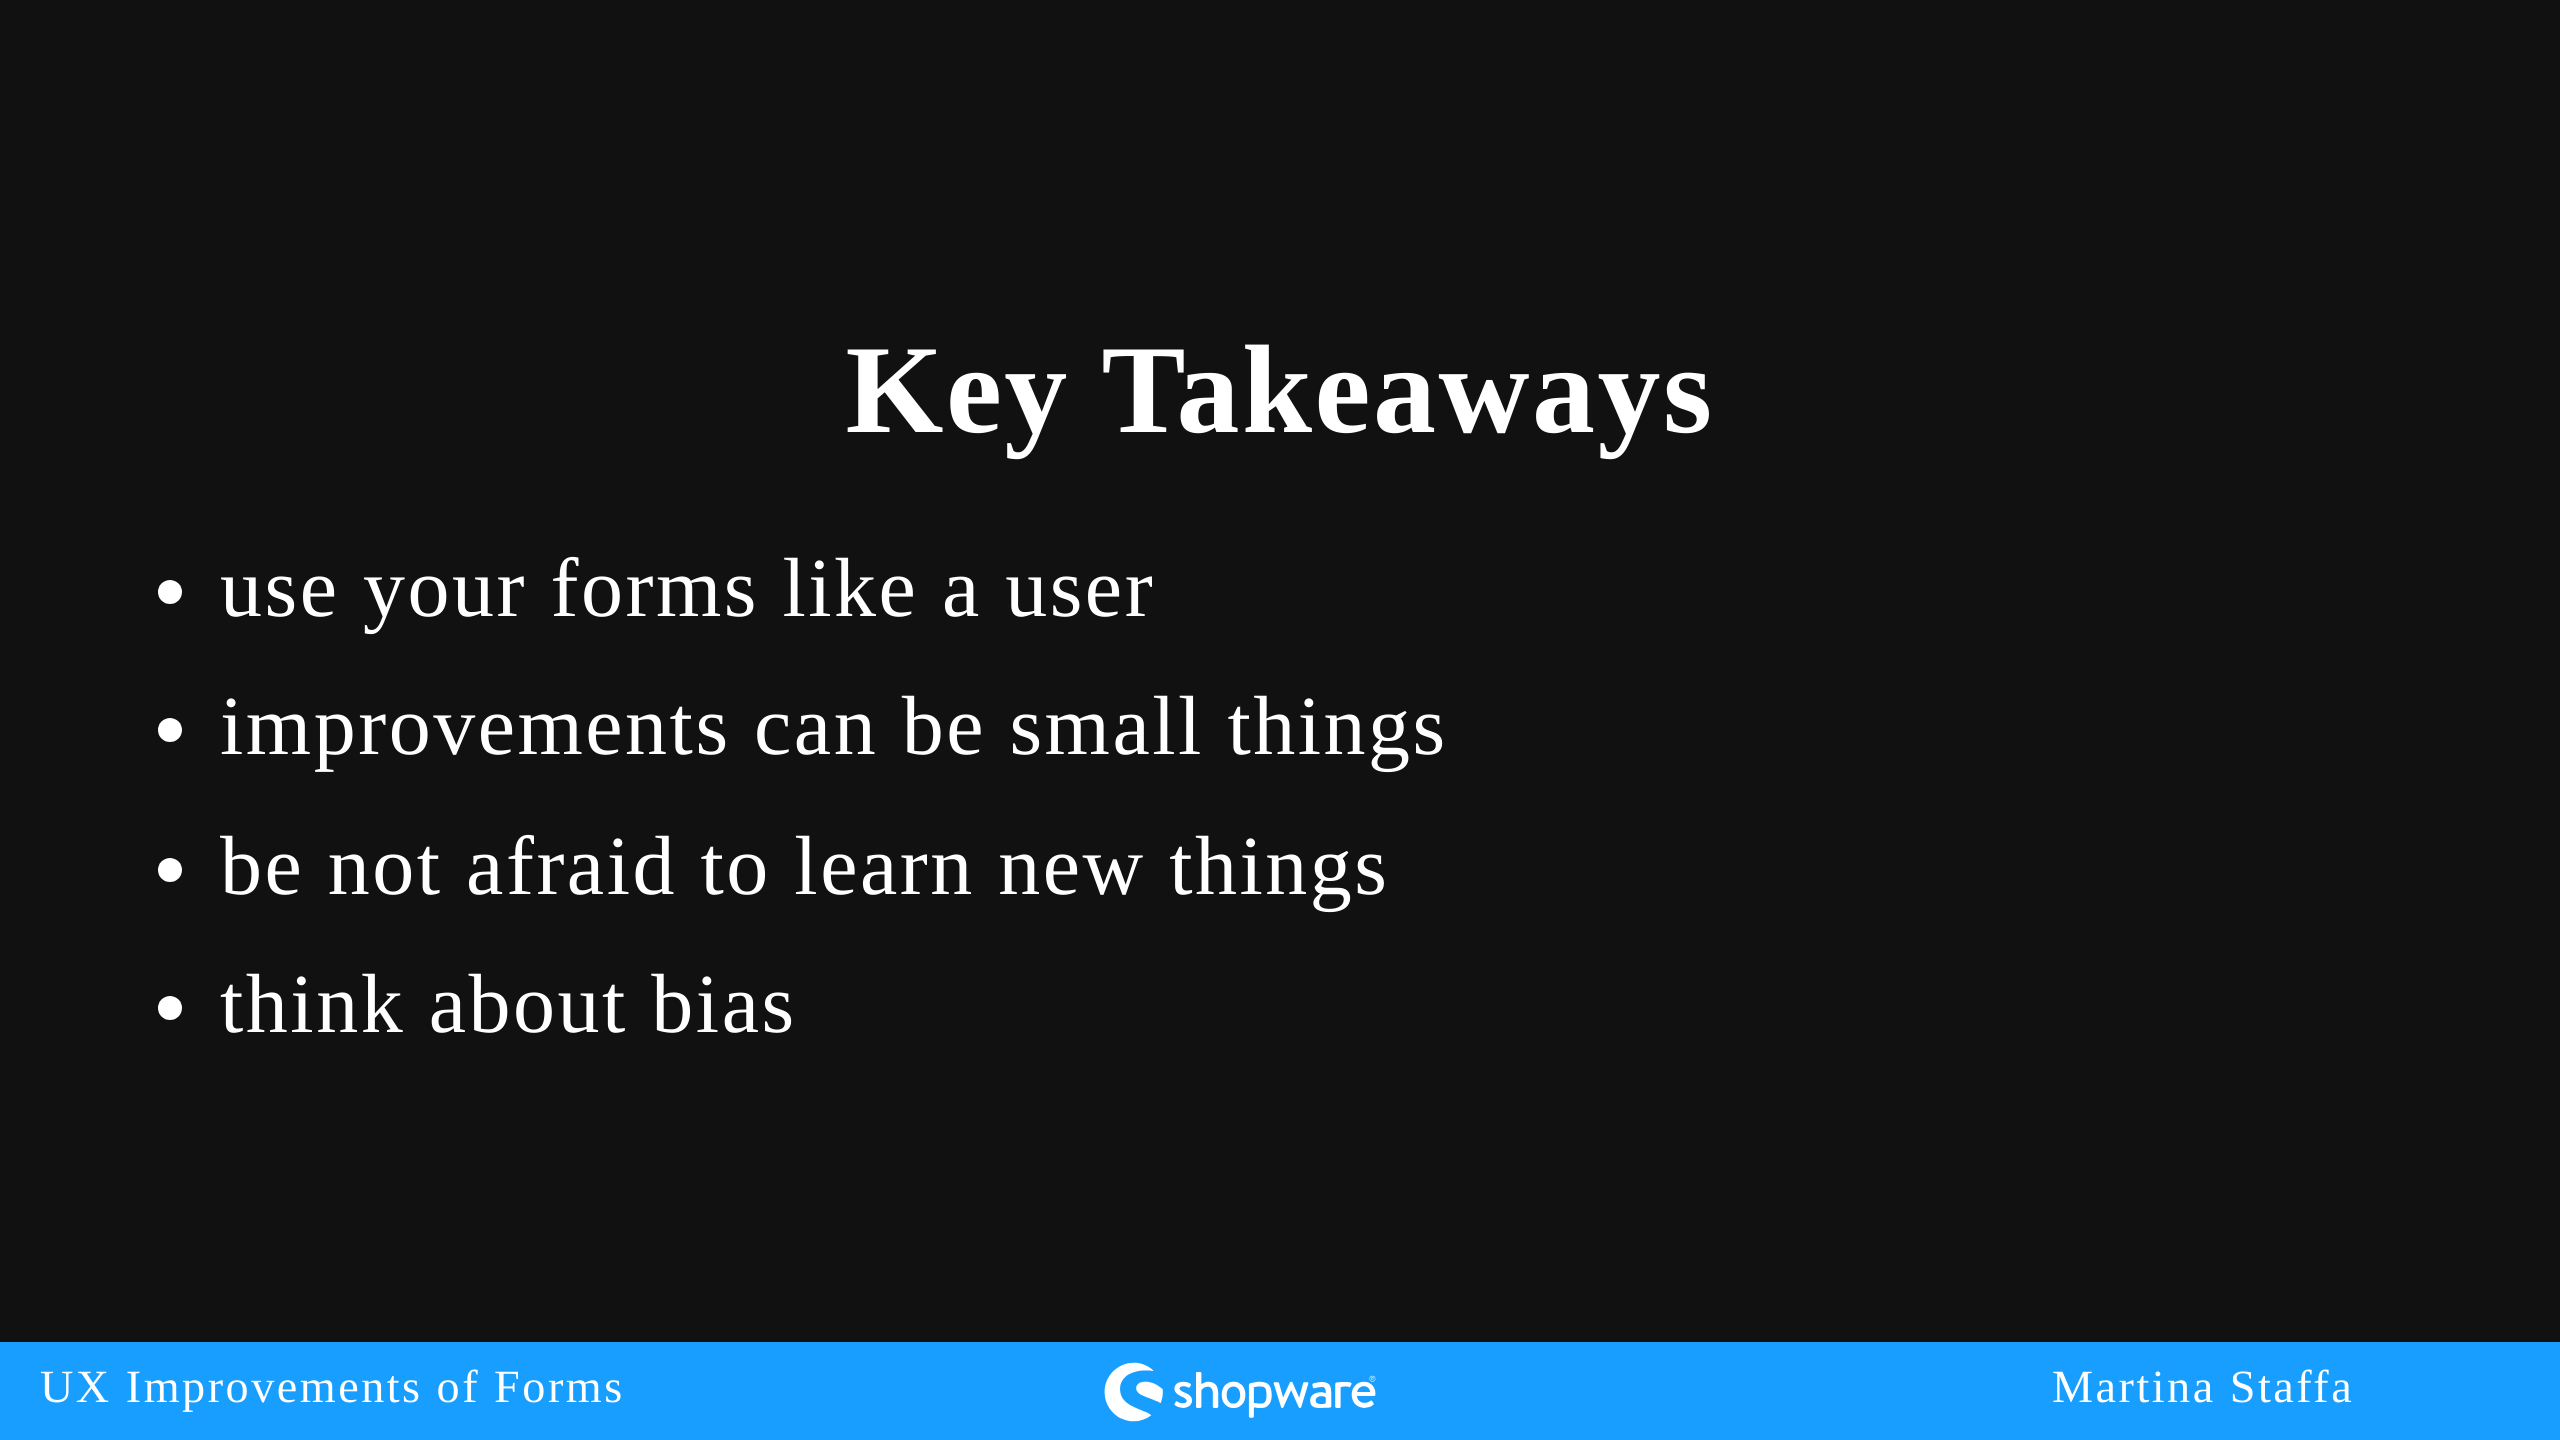 Key Takeaways
• use your forms like a user
• improvements can be small things
• be not afraid to learn new things
• think about bias
UX Improvements of Forms
shopware®
Martina Staffa